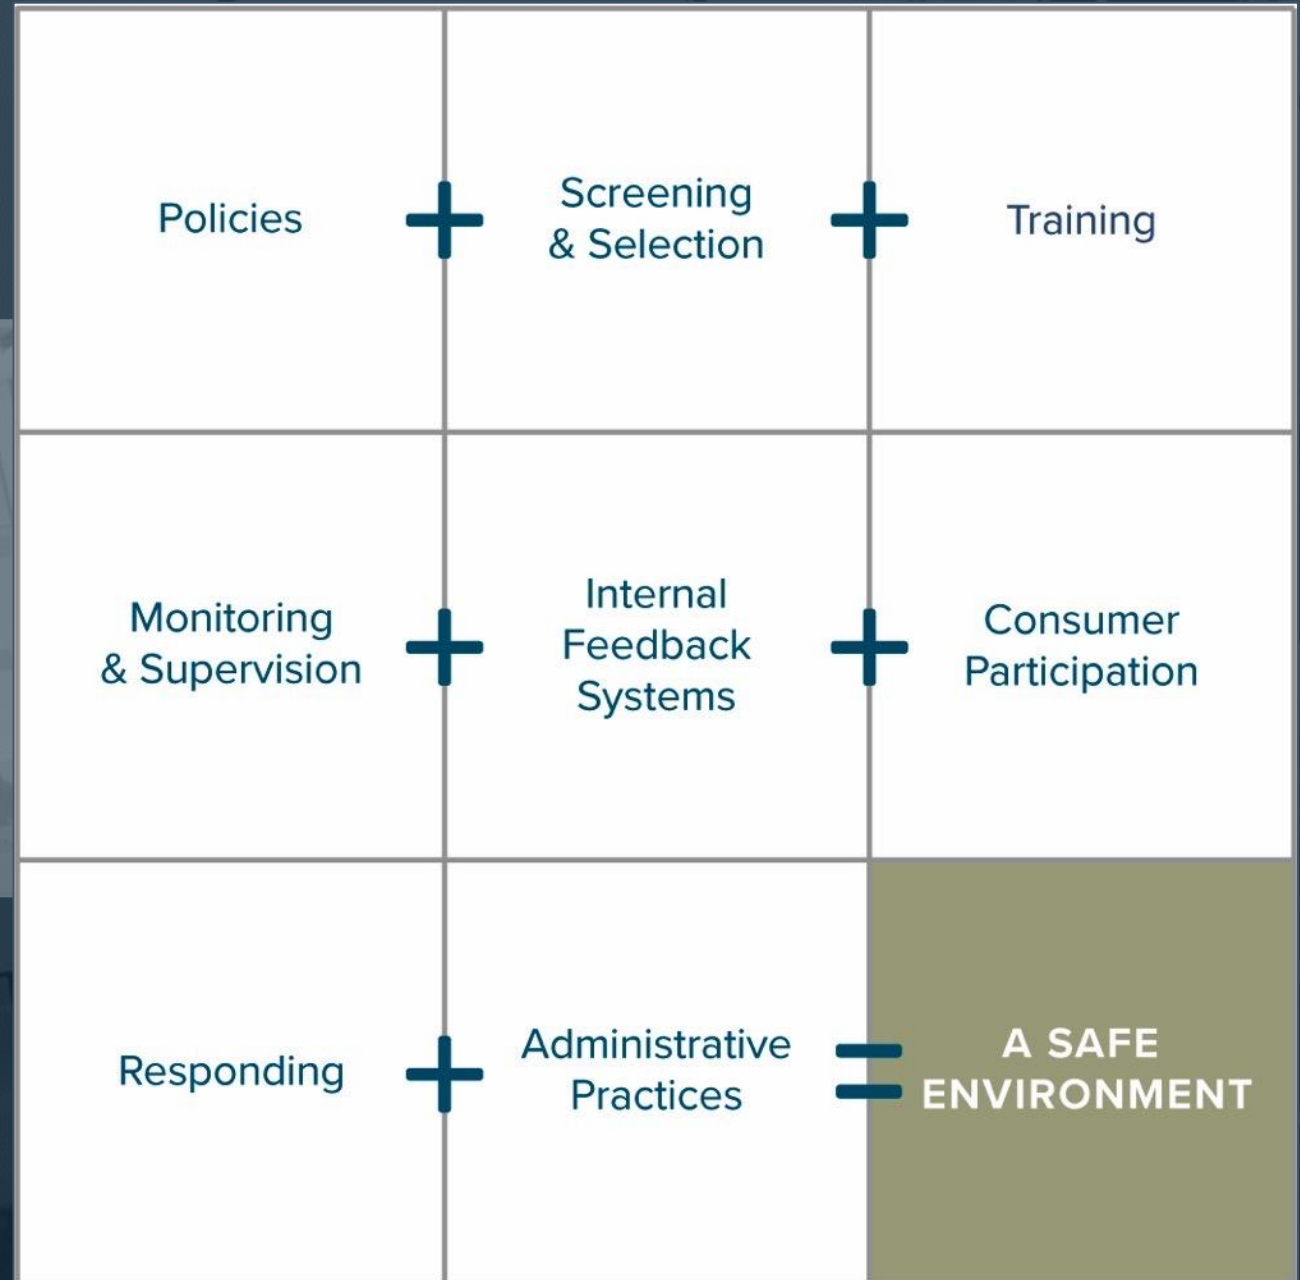 Policies
Screening
& Selection
Training
Monitoring
& Supervision
Internal
Feedback
Systems
Consumer
Participation
Responding
Administrative
Practices
A SAFE
ENVIRONMENT